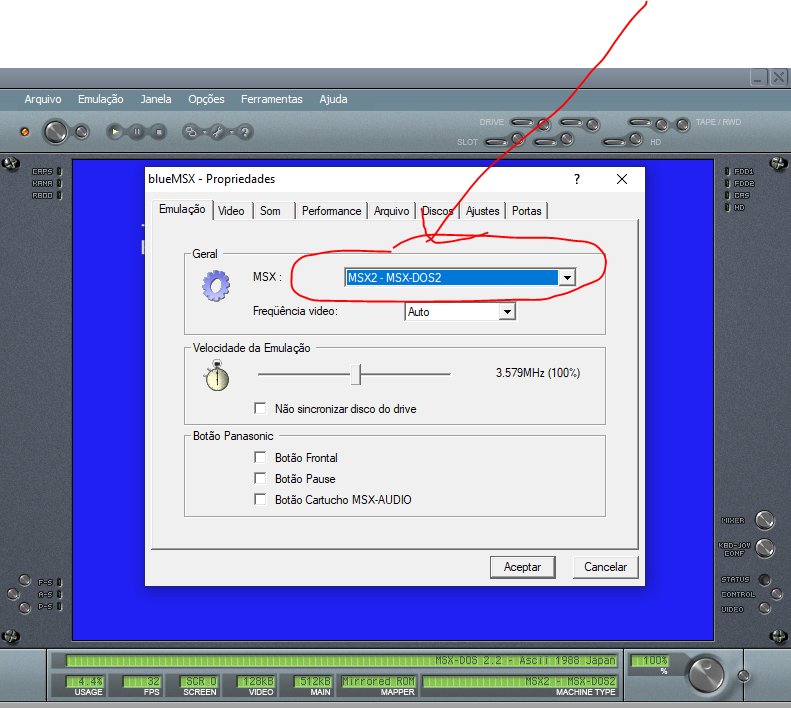 Arquivo Emulação Janela Opções Ferramentas Ajuda
DRIVE TAPE / RWD
SLOT HD
CAPS
KANA
R800
FDD1
FDD2
CAS
HD
blueMSX - Propriedades
Emulação Video Som Performance Arquivo Discos Ajustes Portas
Geral
MSX : MSX2 - MSX-DOS2
Freqüência video: Auto
Velocidade da Emulação
3.579MHz (100%)
Não sincronizar disco do drive
Botão Panasonic
Botão Frontal
Botão Pause
Botão Cartucho MSX-AUDIO
Aceptar Cancelar
MIXER
KBD-JOY
CONF
STATUS
CONTROL
VIDEO
F-S
A-S
P-S
MSX-DOS 2.2 - Ascii 1988 Japan 100%
%
4.4% 32 SCR 0 128kB 512kB Mirrored ROM MSX2 - MSX-DOS2
USAGE FPS SCREEN VIDEO MAIN MAPPER MACHINE TYPE